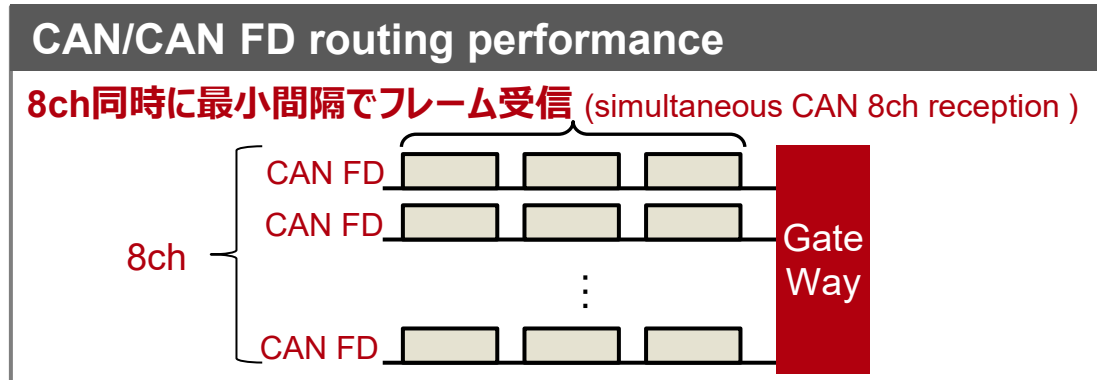 CAN/CAN FD routing performance
8ch同時に最小間隔でフレーム受信 (simultaneous CAN 8ch reception )
CAN FD
CAN FD
8ch
Gate
Way
⋮
CAN FD